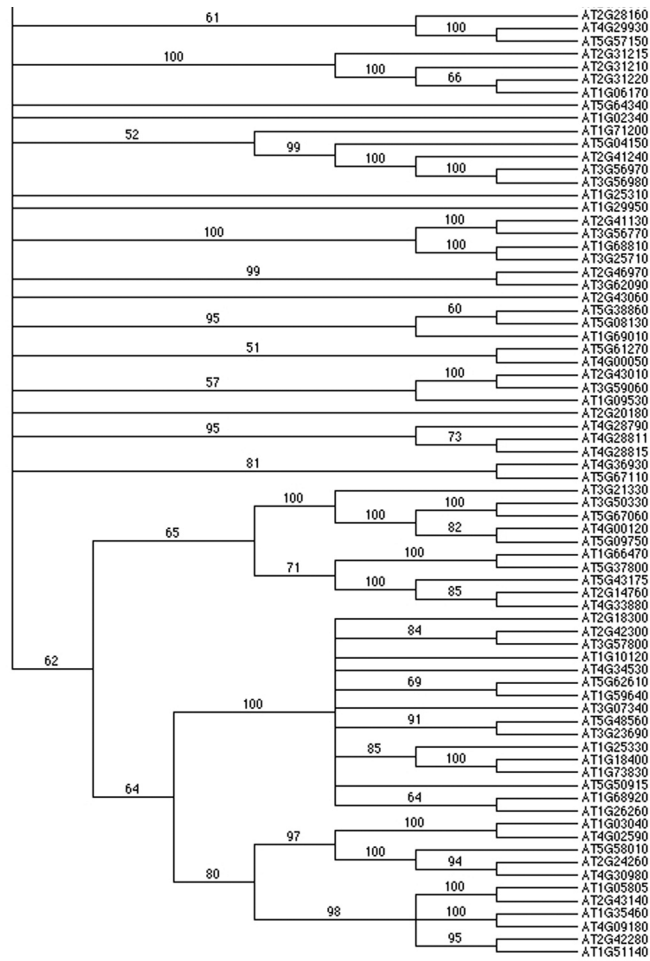 61 AT2G28160
AT4G29930
100
AT5G57150
AT2G31215
100 AT2G31210
100
AT2G31220
66
AT1G06170
AT5G64340
AT1G02340
AT1G71200
52
AT5G04150
99
AT2G41240
100
AT3G56970
100
AT3G56980
AT1G25310
AT1G29950
AT2G41130
100
AT3G56770
100
AT1G68810
100
AT3G25710
AT2G46970
99
AT3G62090
AT2G43060
AT5G38860
60
AT5G08130
95
AT1G69010
AT5G61270
51
AT4G00050
AT2G43010
100
AT3G59060
57
AT1G09530
AT2G20180
AT4G28790
95
AT4G28811
73
AT4G28815
AT4G36930
81
AT5G67110
AT3G21330
100
AT3G50330
100
AT5G67060
100
AT4G00120
82
AT5G09750
65
AT1G66470
100
AT5G37800
71
AT5G43175
100
AT2G14760
85
AT4G33880
AT2G18300
AT2G42300
84
AT3G57800
AT1G10120
62
AT4G34530
AT5G62610
69
AT1G59640
100
AT3G07340
AT5G48560
91
AT3G23690
AT1G25330
85
AT1G18400
100
AT1G73830
AT5G50915
64
AT1G68920
64
AT1G26260
AT1G03040
100
AT4G02590
97
AT5G58010
100
AT2G24260
94
AT4G30980
80
AT1G05805
100
AT2G43140
AT1G35460
98 100
AT4G09180
AT2G42280
95
AT1G51140